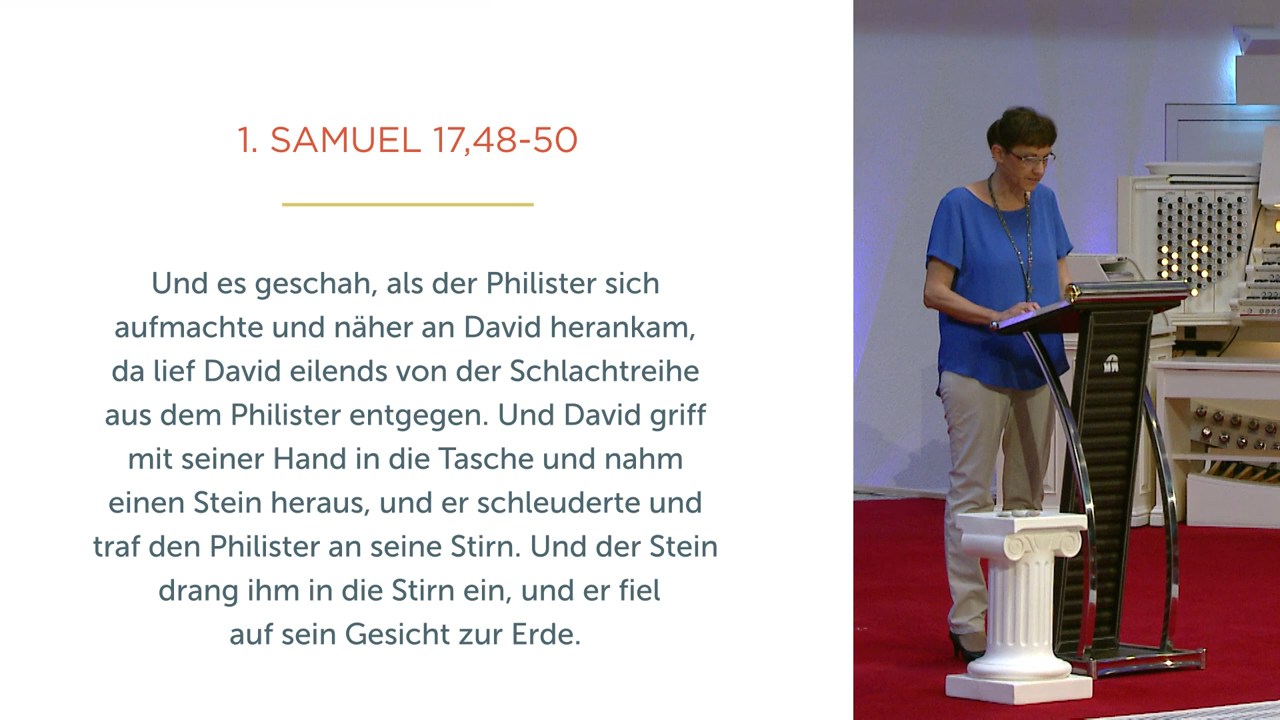 1. SAMUEL 17,48-50
Und es geschah, als der Philister sich
aufmachte und näher an David herankam,
da lief David eilends von der Schlachtreihe
aus dem Philister entgegen. Und David griff
mit seiner Hand in die Tasche und nahm
einen Stein heraus, und er schleuderte und
traf den Philister an seine Stirn. Und der Stein
drang ihm in die Stirn ein, und er fiel
auf sein Gesicht zur Erde.